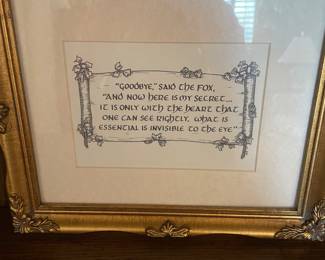 "Goodbye," said the fox,
"And now here is my secret...
it is only with the heart that
one can see rightly. What is
essential is invisible to the eye"